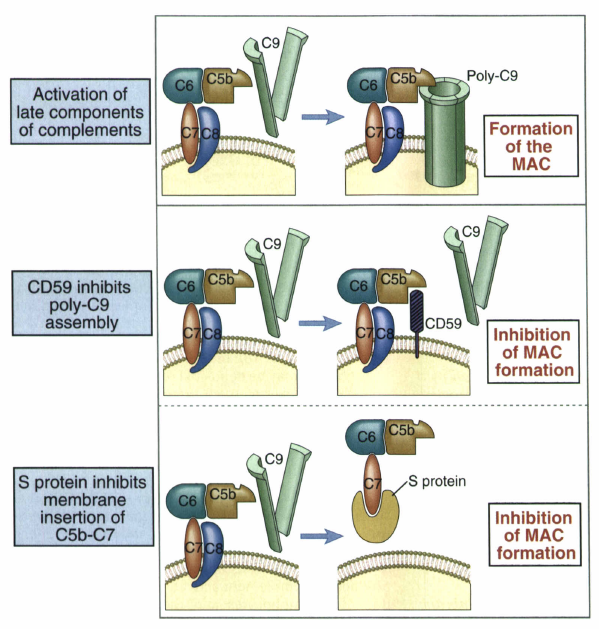 Activation of
late components
of complements
C6
C5b
C9
C7
C8
C6
C5b
Poly-C9
C7
C8
Formation
of the
MAC
CD59 inhibits
poly-C9
assembly
C6
C5b
C9
C7
C8
C6
C5b
C9
C7
C8
CD59
Inhibition
of MAC
formation
S protein inhibits
membrane
insertion of
C5b-C7
C6
C5b
C9
C7
C8
C6
C5b
C7
S protein
Inhibition
of MAC
formation